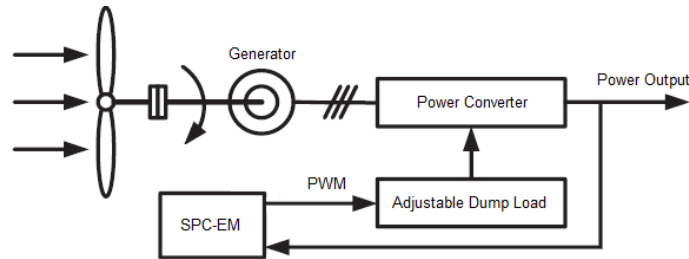 Generator
Power Output
Power Converter
PWM
Adjustable Dump Load
SPC-EM